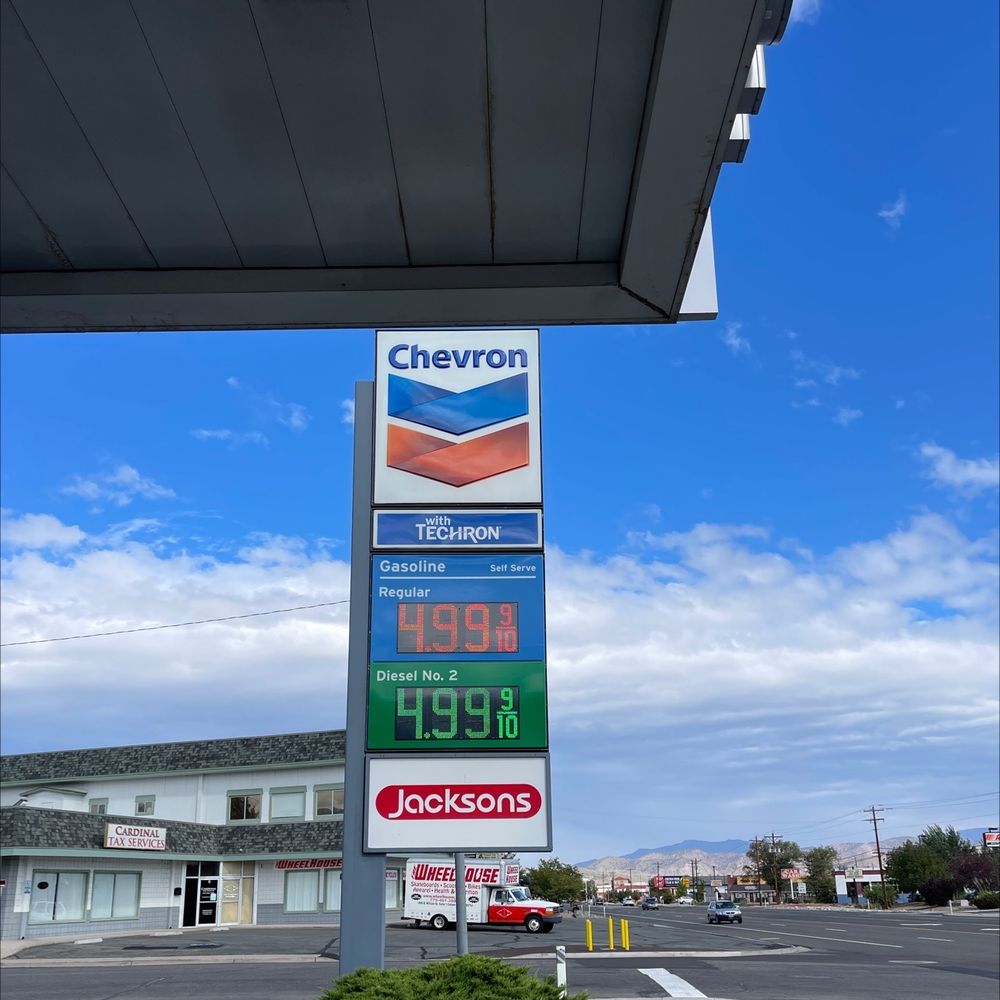 Chevron
with
TECHRON
Gasoline Self Serve
Regular
4.99 9/10
Diesel No. 2
4.99 9/10
Jacksons
CARDINAL
TAX SERVICES
WHEELHOUSE
WHEELHOUSE
Skateboards